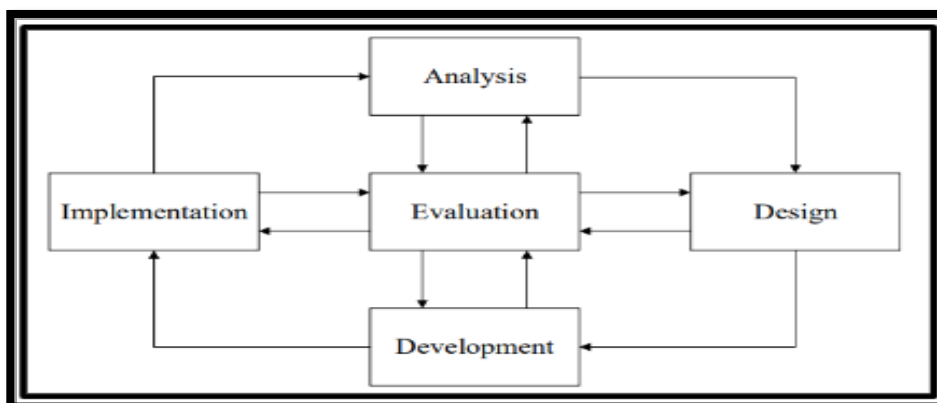 Analysis
Implementation
Evaluation
Design
Development